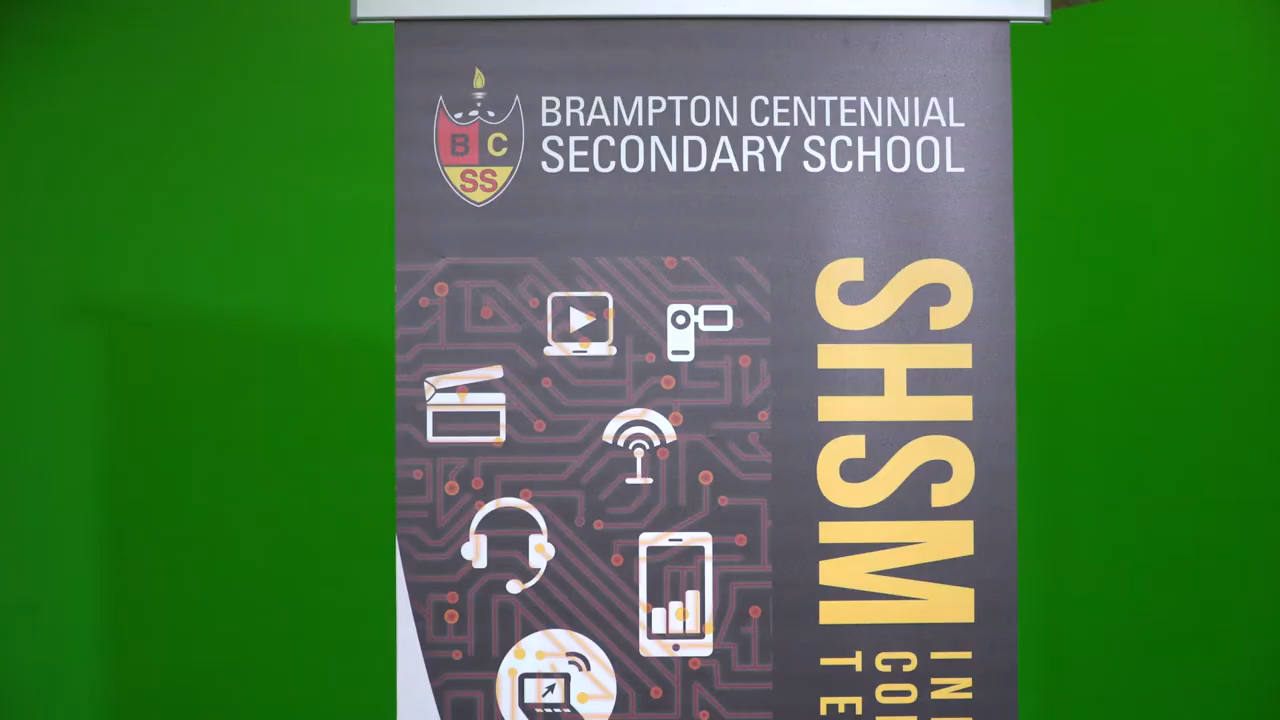 BRAMPTON CENTENNIAL
SECONDARY SCHOOL
B C
SS
SHSM